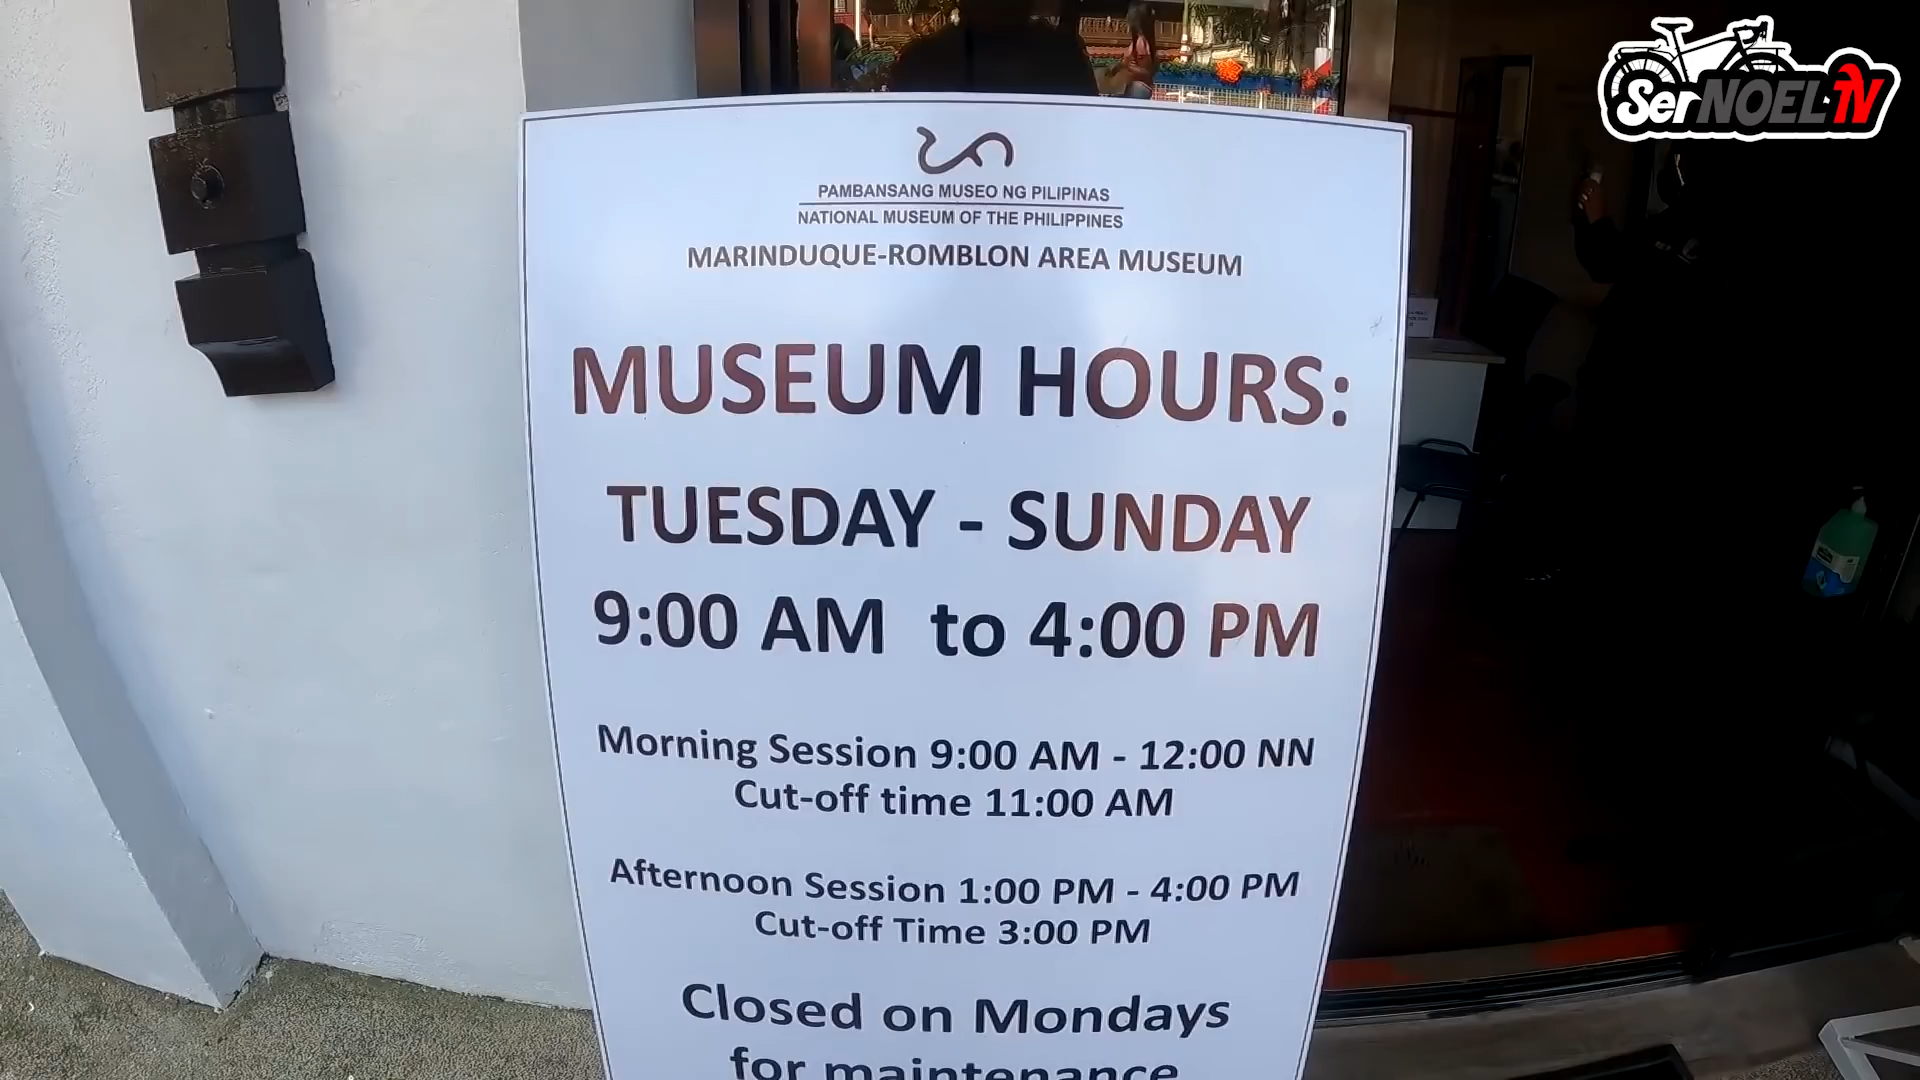 SerNOEL TV
PAMBANSANG MUSEO NG PILIPINAS
NATIONAL MUSEUM OF THE PHILIPPINES
MARINDUQUE-ROMBLON AREA MUSEUM
MUSEUM HOURS:
TUESDAY - SUNDAY
9:00 AM to 4:00 PM
Morning Session 9:00 AM - 12:00 NN
Cut-off time 11:00 AM
Afternoon Session 1:00 PM - 4:00 PM
Cut-off Time 3:00 PM
Closed on Mondays
for maintenance